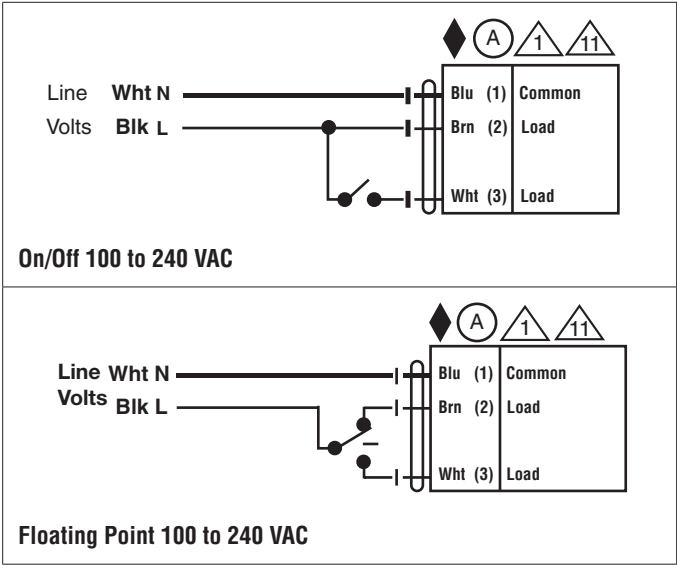 A 1 11
Line Wht N Blu (1) Common
Volts Blk L Brn (2) Load
Wht (3) Load
On/Off 100 to 240 VAC
A 1 11
Line Wht N Blu (1) Common
Volts Blk L Brn (2) Load
Wht (3) Load
Floating Point 100 to 240 VAC